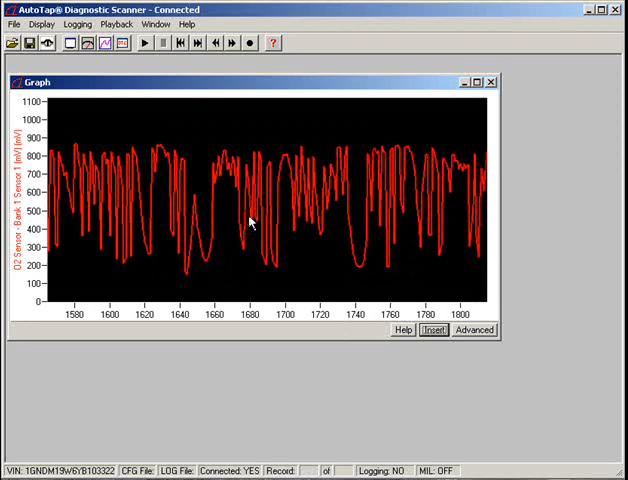 AutoTap® Diagnostic Scanner - Connected
File Display Logging Playback Window Help
?
Graph
O2 Sensor - Bank 1 Sensor 1 (mV) (mV)
1100
1000
900
800
700
600
500
400
300
200
100
0
1580 1600 1620 1640 1660 1680 1700 1720 1740 1760 1780 1800
Help Insert Advanced
VIN: 1GNDM19W6YB103322 CFG File: LOG File: Connected: YES Record: of Logging: NO MIL: OFF